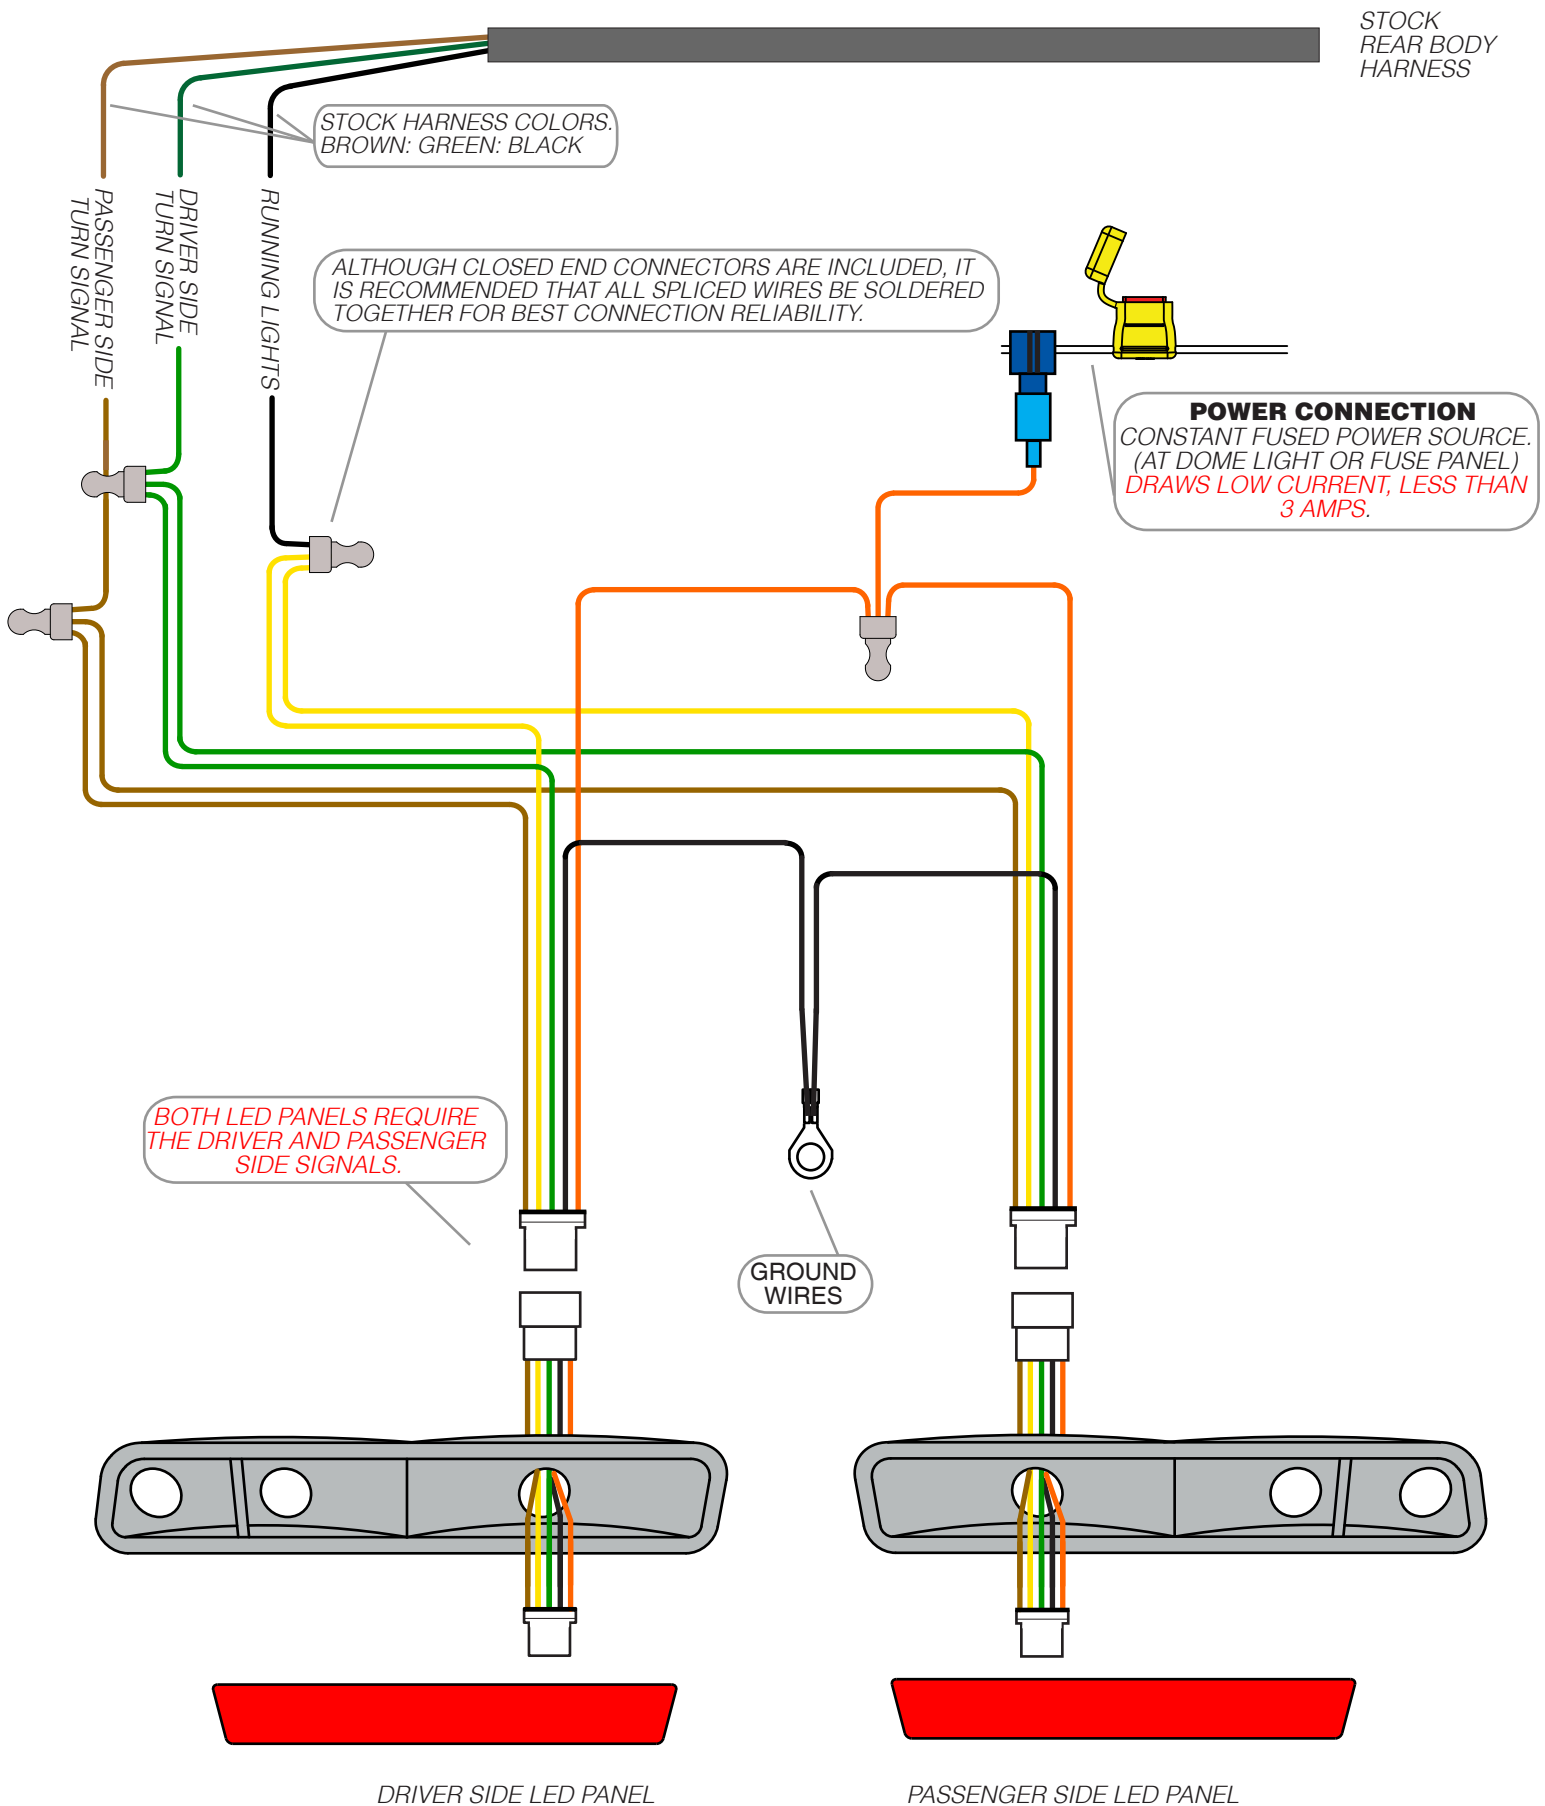 STOCK
REAR BODY
HARNESS
STOCK HARNESS COLORS.
BROWN: GREEN: BLACK
PASSENGER SIDE
TURN SIGNAL
DRIVER SIDE
TURN SIGNAL
RUNNING LIGHTS
ALTHOUGH CLOSED END CONNECTORS ARE INCLUDED, IT
IS RECOMMENDED THAT ALL SPLICED WIRES BE SOLDERED
TOGETHER FOR BEST CONNECTION RELIABILITY.
POWER CONNECTION
CONSTANT FUSED POWER SOURCE.
(AT DOME LIGHT OR FUSE PANEL)
DRAWS LOW CURRENT, LESS THAN
3 AMPS.
BOTH LED PANELS REQUIRE
THE DRIVER AND PASSENGER
SIDE SIGNALS.
GROUND
WIRES
DRIVER SIDE LED PANEL
PASSENGER SIDE LED PANEL